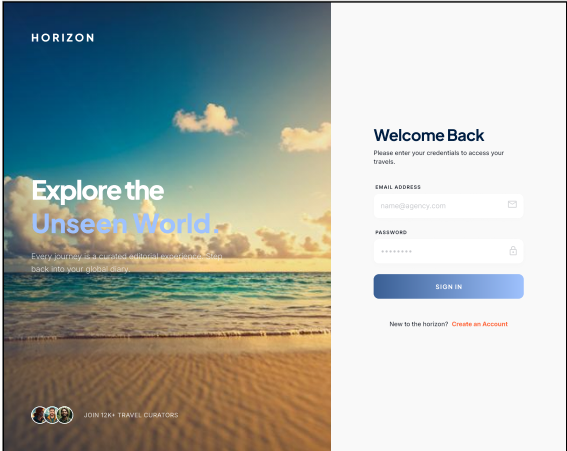 HORIZON
Explore the
Unseen World.
Every journey is a curated editorial experience. Step
back into your global diary.
JOIN 12K+ TRAVEL CURATORS
Welcome Back
Please enter your credentials to access your
travels.
EMAIL ADDRESS
name@agency.com
PASSWORD
••••••••
SIGN IN
New to the horizon? Create an Account